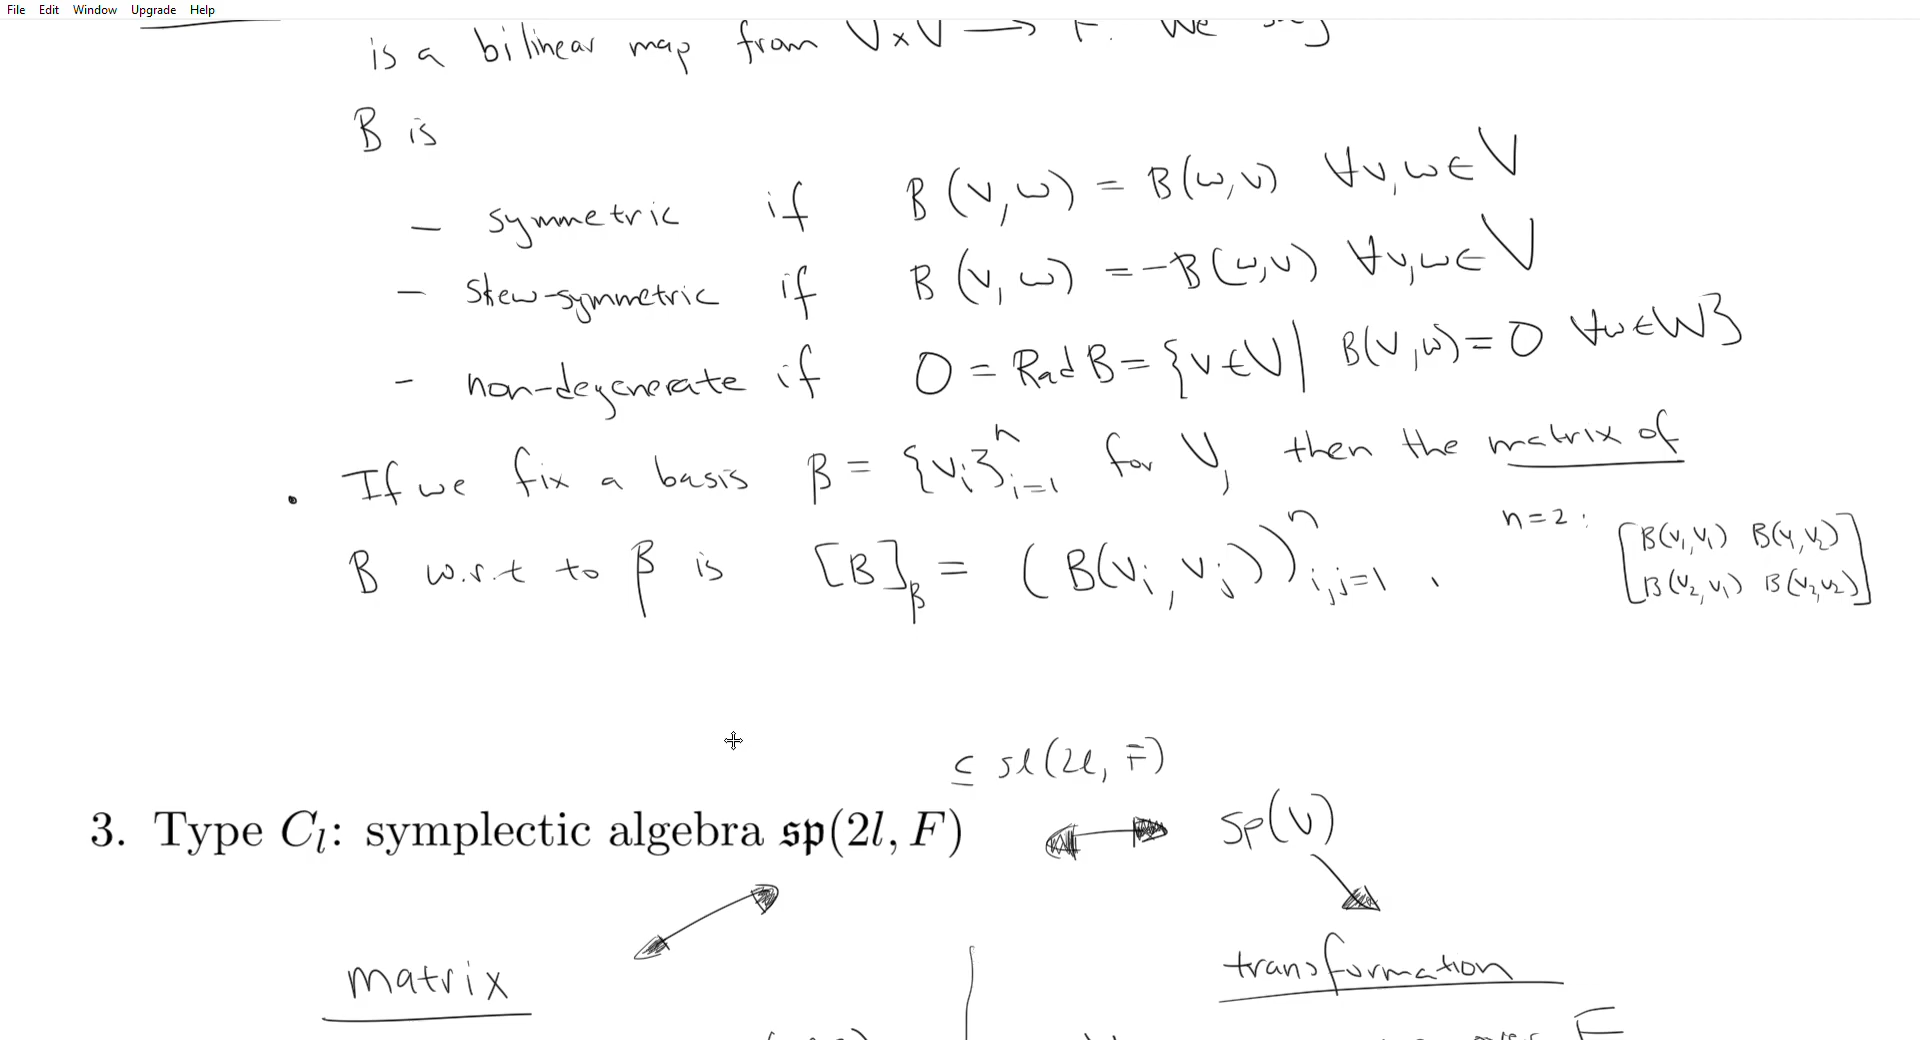 File Edit Window Upgrade Help
is a bilinear map from V×V → F. We say
B is
– symmetric if B(v,w) = B(w,v) ∀v,w∈V
– skew-symmetric if B(v,w) = -B(w,v) ∀v,w∈V
– non-degenerate if 0 = Rad B = {v∈V| B(v,w)=0 ∀w∈W}
• If we fix a basis β = {vᵢ}ⁿᵢ₌₁ for V, then the matrix of
B w.r.t to β is [B]_β = (B(vᵢ,vⱼ))ⁿᵢ,ⱼ₌₁.
n=2: [B(v₁,v₁) B(v₁,v₂)
B(v₂,v₁) B(v₂,v₂)]
⊆ sl(2l, F)
3. Type C_l: symplectic algebra 𝔰𝔭(2l, F) ↔ sp(V)
matrix transformation
over F